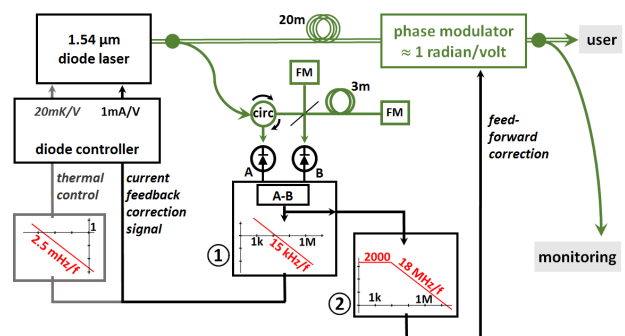 20m
1.54 μm
diode laser
phase modulator
≈ 1 radian/volt
user
FM
3m
20mK/V
1mA/V
circ
FM
diode controller
feed-
forward
correction
thermal
control
current
feedback
correction
signal
A
B
A-B
1
2.5 mHz/f
1
1k
1M
15 kHz/f
monitoring
2000
18 MHz/f
2
1k
1M